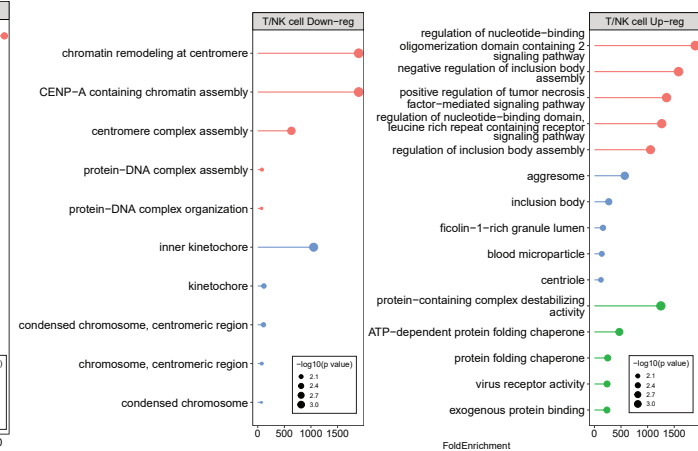 T/NK cell Down−reg
chromatin remodeling at centromere
CENP−A containing chromatin assembly
centromere complex assembly
protein−DNA complex assembly
protein−DNA complex organization
inner kinetochore
kinetochore
condensed chromosome, centromeric region
chromosome, centromeric region
condensed chromosome
−log10(p value)
2.1
2.4
2.7
3.0
0 500 1000 1500
T/NK cell Up−reg
regulation of nucleotide−binding
oligomerization domain containing 2
signaling pathway
negative regulation of inclusion body
assembly
positive regulation of tumor necrosis
factor−mediated signaling pathway
regulation of nucleotide−binding domain,
leucine rich repeat containing receptor
signaling pathway
regulation of inclusion body assembly
aggresome
inclusion body
ficolin−1−rich granule lumen
blood microparticle
centriole
protein−containing complex destabilizing
activity
ATP−dependent protein folding chaperone
protein folding chaperone
virus receptor activity
exogenous protein binding
−log10(p value)
2.1
2.4
2.7
3.0
0 500 1000 1500
FoldEnrichment